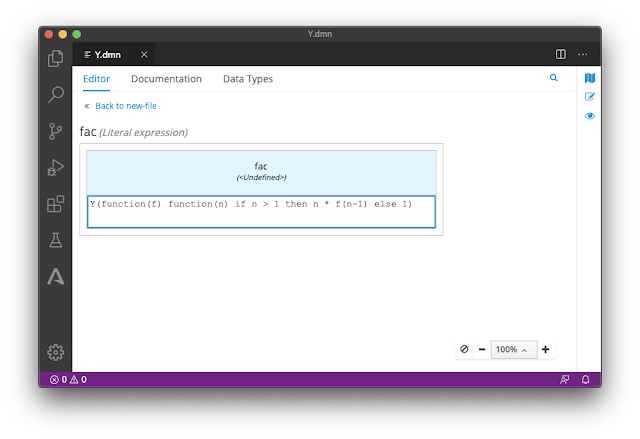 Y.dmn
Y.dmn
Editor Documentation Data Types
« Back to new-file
fac (Literal expression)
fac
(<Undefined>)
Y(function(f) function(n) if n > 1 then n * f(n-1) else 1)
100%
0 0